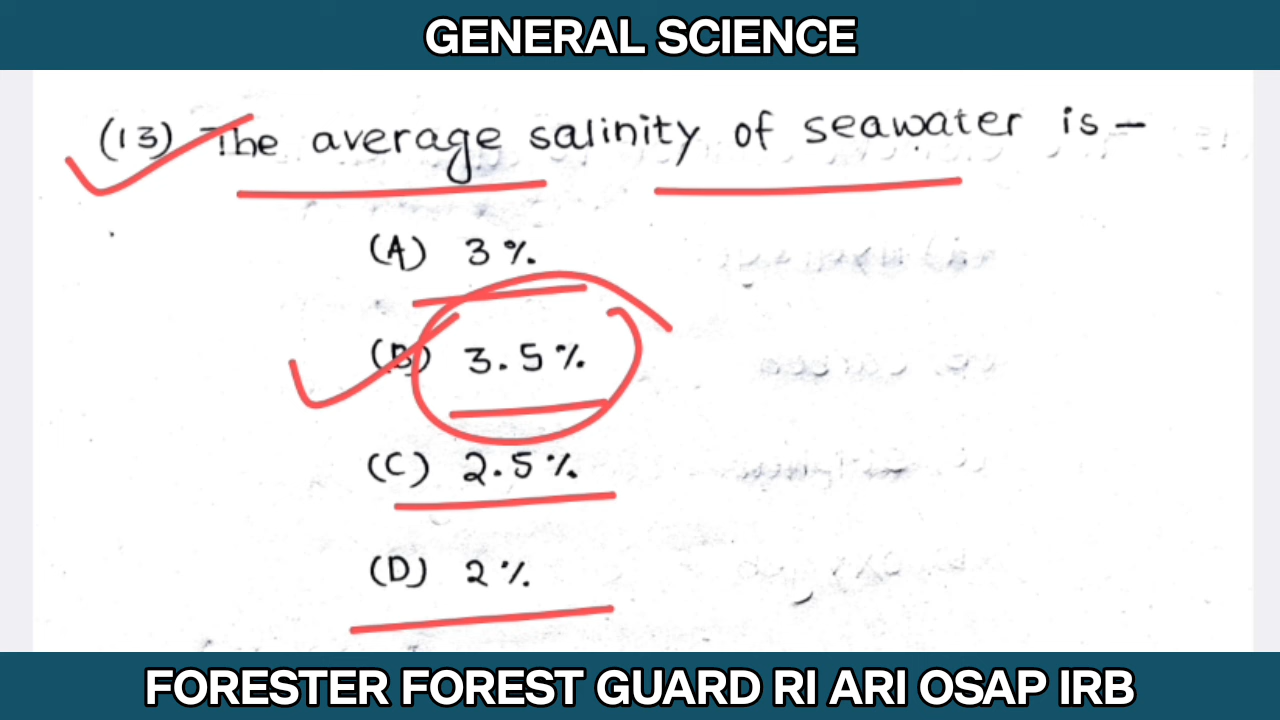 GENERAL SCIENCE
(13) The average salinity of seawater is –
(A) 3%.
(B) 3.5%.
(C) 2.5%.
(D) 2%.
FORESTER FOREST GUARD RI ARI OSAP IRB